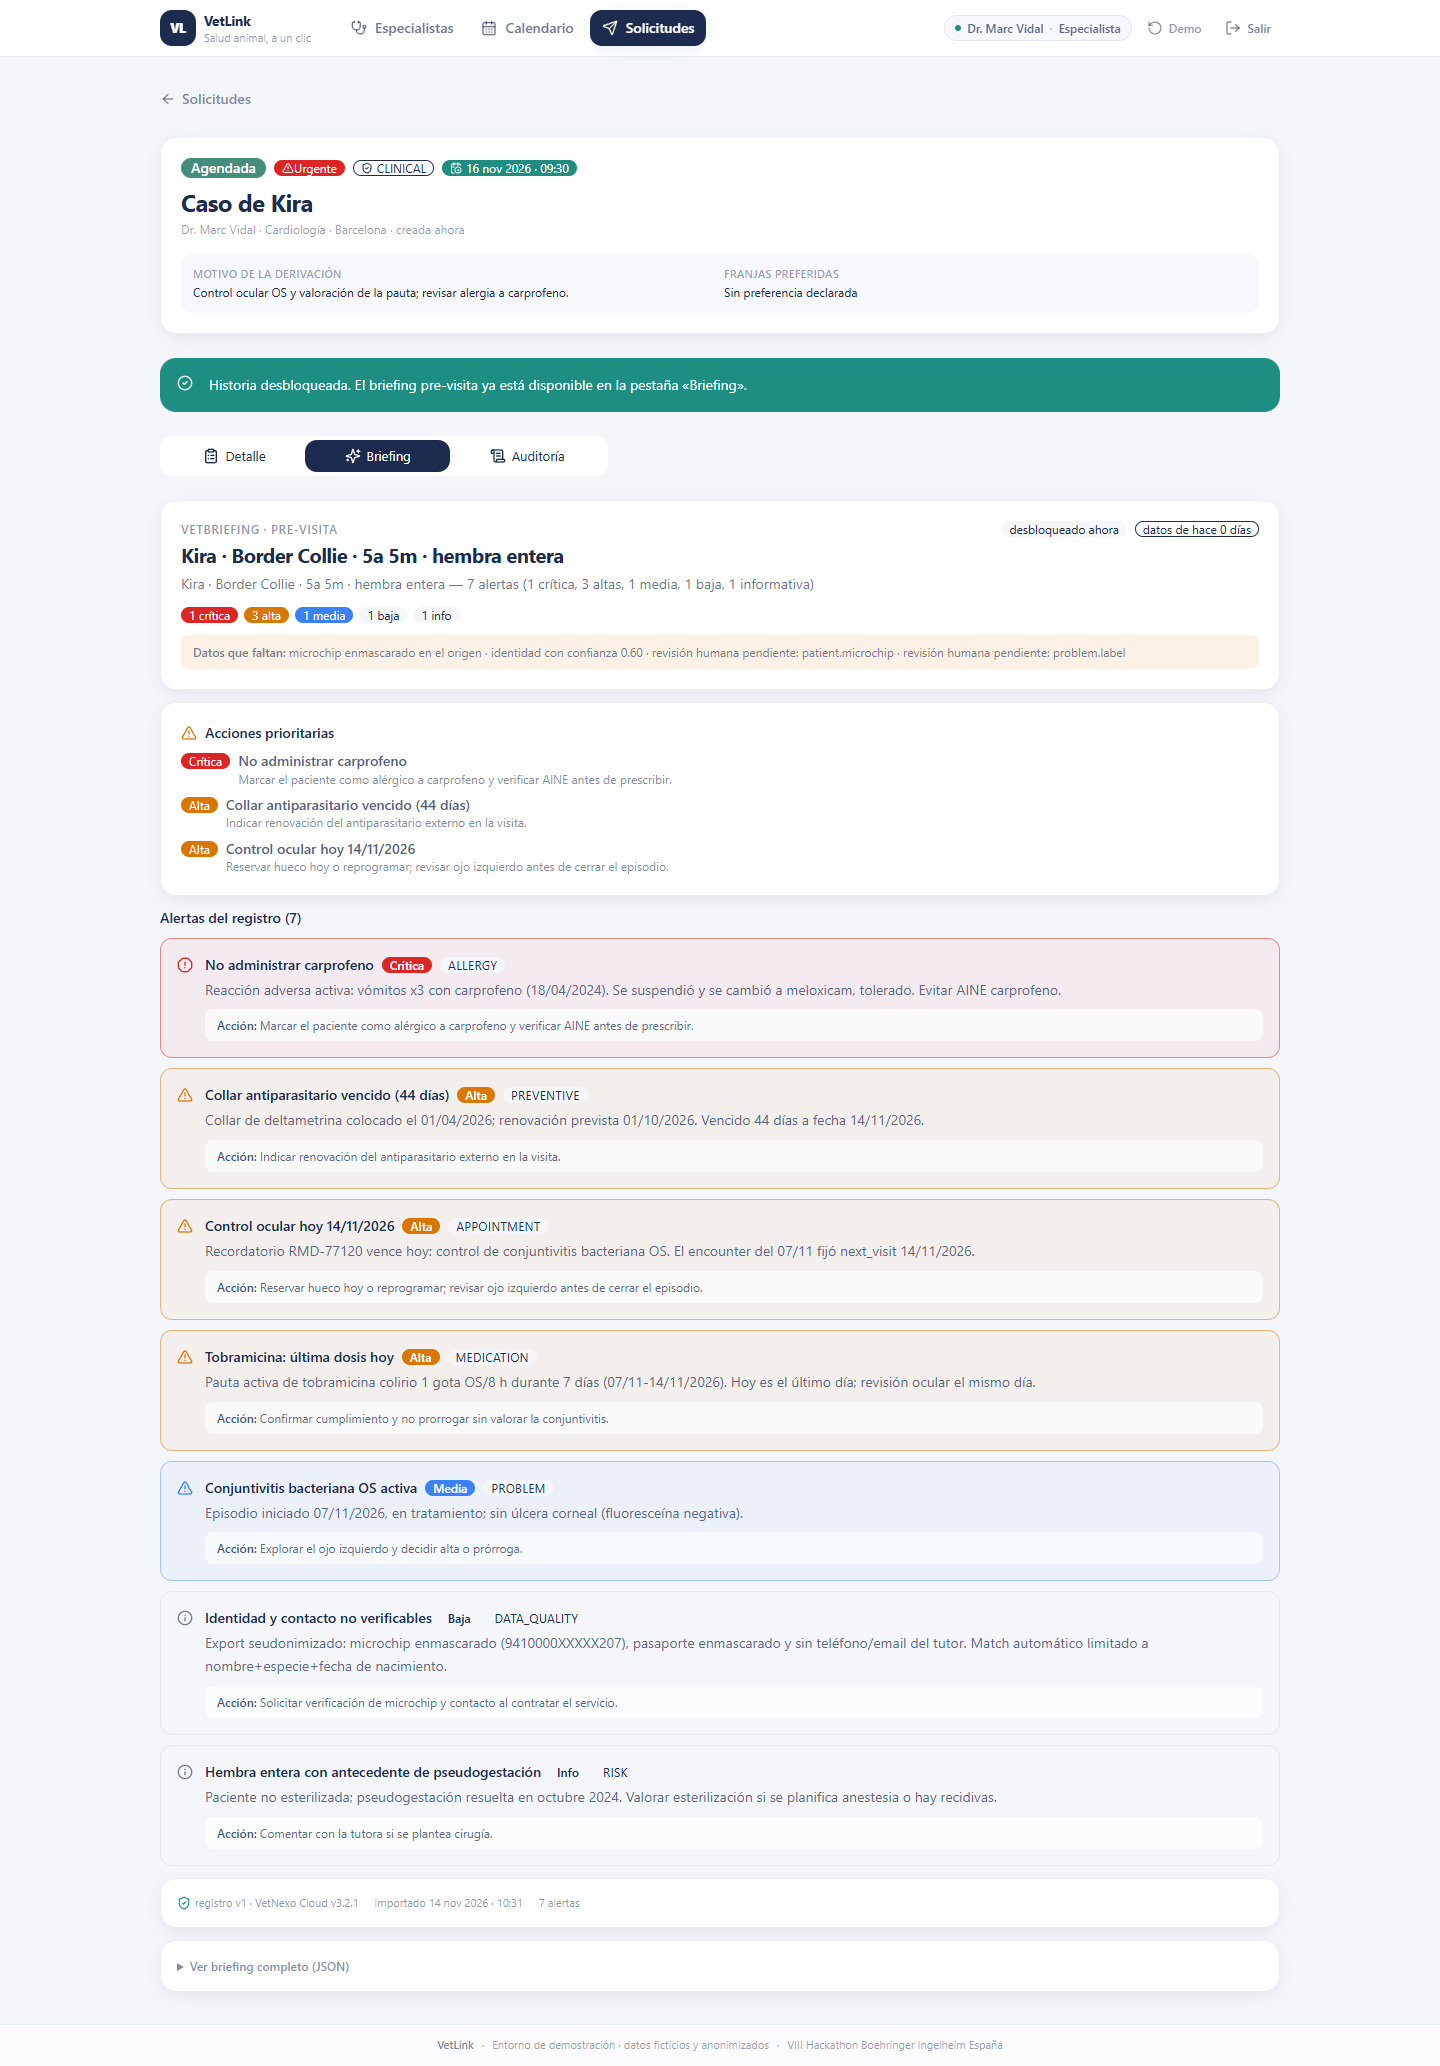 VL
VetLink
Salud animal, a un clic
Especialistas
Calendario
Solicitudes
Dr. Marc Vidal · Especialista
Demo
Salir
Solicitudes
Agendada
Urgente
CLINICAL
16 nov 2026 · 09:30
Caso de Kira
Dr. Marc Vidal · Cardiología · Barcelona · creada ahora
MOTIVO DE LA DERIVACIÓN
Control ocular OS y valoración de la pauta; revisar alergia a carprofeno.
FRANJAS PREFERIDAS
Sin preferencia declarada
Historia desbloqueada. El briefing pre-visita ya está disponible en la pestaña «Briefing».
Detalle
Briefing
Auditoría
VETBRIEFING · PRE-VISITA
desbloqueado ahora
datos de hace 0 días
Kira · Border Collie · 5a 5m · hembra entera
Kira · Border Collie · 5a 5m · hembra entera — 7 alertas (1 crítica, 3 altas, 1 media, 1 baja, 1 informativa)
1 crítica
3 alta
1 media
1 baja
1 info
Datos que faltan: microchip enmascarado en el origen · identidad con confianza 0.60 · revisión humana pendiente: patient.microchip · revisión humana pendiente: problem.label
Acciones prioritarias
Crítica
No administrar carprofeno
Marcar el paciente como alérgico a carprofeno y verificar AINE antes de prescribir.
Alta
Collar antiparasitario vencido (44 días)
Indicar renovación del antiparasitario externo en la visita.
Alta
Control ocular hoy 14/11/2026
Reservar hueco hoy o reprogramar; revisar ojo izquierdo antes de cerrar el episodio.
Alertas del registro (7)
No administrar carprofeno
Crítica
ALLERGY
Reacción adversa activa: vómitos x3 con carprofeno (18/04/2024). Se suspendió y se cambió a meloxicam, tolerado. Evitar AINE carprofeno.
Acción: Marcar el paciente como alérgico a carprofeno y verificar AINE antes de prescribir.
Collar antiparasitario vencido (44 días)
Alta
PREVENTIVE
Collar de deltametrina colocado el 01/04/2026; renovación prevista 01/10/2026. Vencido 44 días a fecha 14/11/2026.
Acción: Indicar renovación del antiparasitario externo en la visita.
Control ocular hoy 14/11/2026
Alta
APPOINTMENT
Recordatorio RMD-77120 vence hoy: control de conjuntivitis bacteriana OS. El encounter del 07/11 fijó next_visit 14/11/2026.
Acción: Reservar hueco hoy o reprogramar; revisar ojo izquierdo antes de cerrar el episodio.
Tobramicina: última dosis hoy
Alta
MEDICATION
Pauta activa de tobramicina colirio 1 gota OS/8 h durante 7 días (07/11-14/11/2026). Hoy es el último día; revisión ocular el mismo día.
Acción: Confirmar cumplimiento y no prorrogar sin valorar la conjuntivitis.
Conjuntivitis bacteriana OS activa
Media
PROBLEM
Episodio iniciado 07/11/2026, en tratamiento; sin úlcera corneal (fluoresceína negativa).
Acción: Explorar el ojo izquierdo y decidir alta o prórroga.
Identidad y contacto no verificables
Baja
DATA_QUALITY
Export seudonimizado: microchip enmascarado (9410000XXXXX207), pasaporte enmascarado y sin teléfono/email del tutor. Match automático limitado a
nombre+especie+fecha de nacimiento.
Acción: Solicitar verificación de microchip y contacto al contratar el servicio.
Hembra entera con antecedente de pseudogestación
Info
RISK
Paciente no esterilizada; pseudogestación resuelta en octubre 2024. Valorar esterilización si se planifica anestesia o hay recidivas.
Acción: Comentar con la tutora si se plantea cirugía.
registro v1 · VetNexo Cloud v3.2.1
importado 14 nov 2026 · 10:31
7 alertas
Ver briefing completo (JSON)
VetLink · Entorno de demostración · datos ficticios y anonimizados · VIII Hackathon Boehringer Ingelheim España